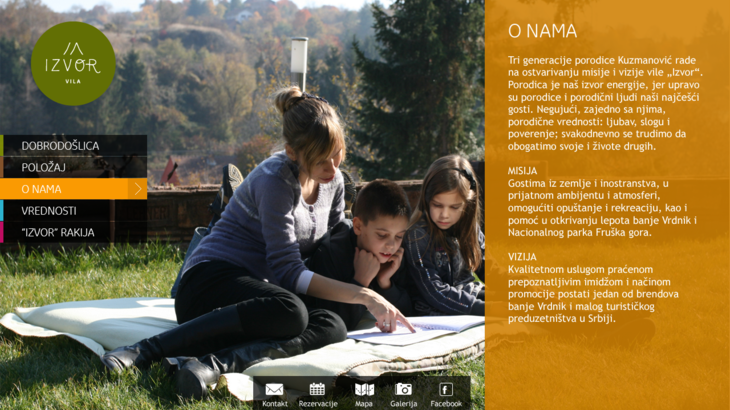 IZVOR
VILA
DOBRODOŠLICA
POLOŽAJ
O NAMA
VREDNOSTI
"IZVOR" RAKIJA
O NAMA
Tri generacije porodice Kuzmanović rade
na ostvarivanju misije i vizije vile „Izvor“.
Porodica je naš izvor energije, jer upravo
su porodice i porodični ljudi naši najčešći
gosti. Negujući, zajedno sa njima,
porodične vrednosti: ljubav, slogu i
poverenje; svakodnevno se trudimo da
obogatimo svoje i živote drugih.
MISIJA
Gostima iz zemlje i inostranstva, u
prijatnom ambijentu i atmosferi,
omogućiti opuštanje i rekreaciju, kao i
pomoć u otkrivanju lepota banje Vrdnik i
Nacionalnog parka Fruška gora.
VIZIJA
Kvalitetnom uslugom praćenom
prepoznatljivim imidžom i načinom
promocije postati jedan od brendova
banje Vrdnik i malog turističkog
preduzetništva u Srbiji.
Kontakt
Rezervacije
Mapa
Galerija
Facebook